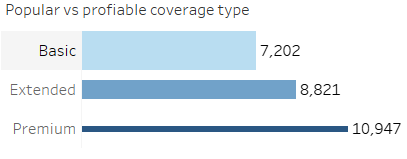 Popular vs profiable coverage type
Basic 7,202
Extended 8,821
Premium 10,947